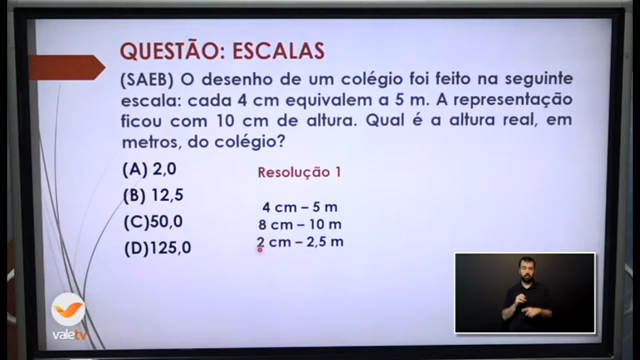 QUESTÃO: ESCALAS
(SAEB) O desenho de um colégio foi feito na seguinte
escala: cada 4 cm equivalem a 5 m. A representação
ficou com 10 cm de altura. Qual é a altura real, em
metros, do colégio?
(A) 2,0
(B) 12,5
(C)50,0
(D)125,0
Resolução 1
4 cm – 5 m
8 cm – 10 m
2 cm – 2,5 m
valetv